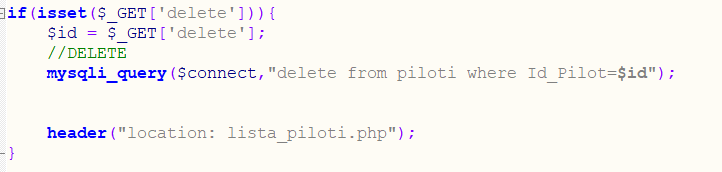 if(isset($_GET['delete'])){
$id = $_GET['delete'];
//DELETE
mysqli_query($connect,"delete from piloti where Id_Pilot=$id");
header("location: lista_piloti.php");
}